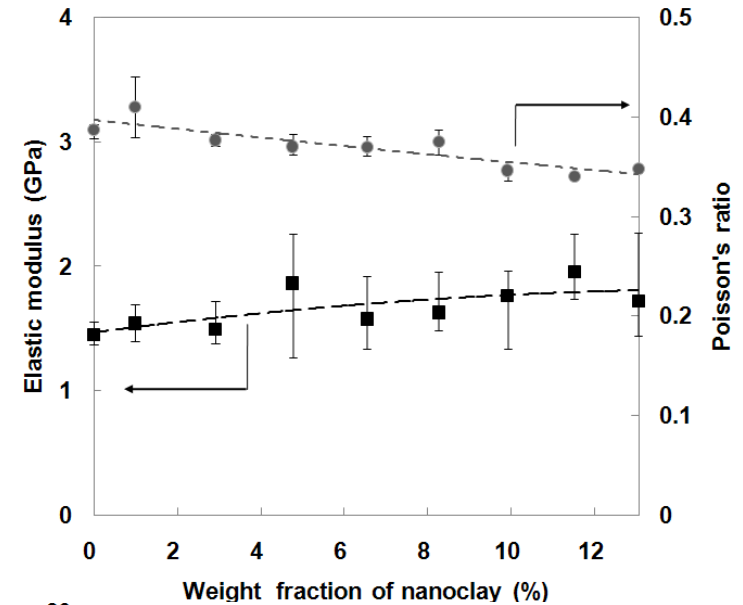 4
3
2
1
0
Elastic modulus (GPa)
0.5
0.4
0.3
0.2
0.1
0
Poisson's ratio
0 2 4 6 8 10 12
Weight fraction of nanoclay (%)